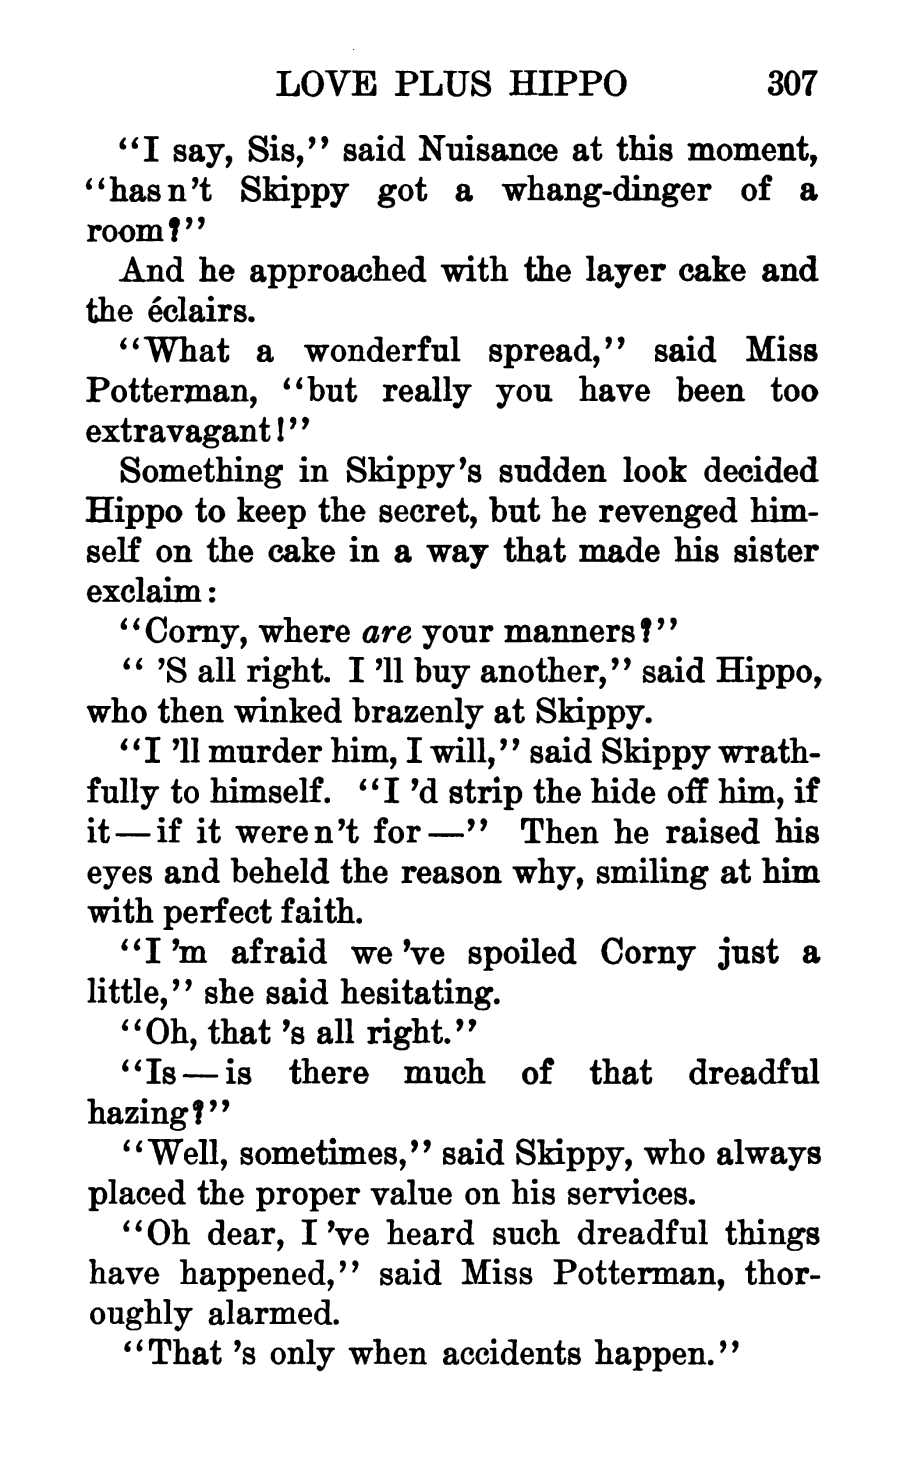 LOVE PLUS HIPPO 307
“I say, Sis,” said Nuisance at this moment,
“has n’t Skippy got a whang-dinger of a
room?”
And he approached with the layer cake and
the éclairs.
“What a wonderful spread,” said Miss
Potterman, “but really you have been too
extravagant!”
Something in Skippy’s sudden look decided
Hippo to keep the secret, but he revenged him-
self on the cake in a way that made his sister
exclaim:
“Corny, where are your manners?”
“ ’S all right. I ’ll buy another,” said Hippo,
who then winked brazenly at Skippy.
“I ’ll murder him, I will,” said Skippy wrath-
fully to himself. “I ’d strip the hide off him, if
it—if it were n’t for—” Then he raised his
eyes and beheld the reason why, smiling at him
with perfect faith.
“I ’m afraid we ’ve spoiled Corny just a
little,” she said hesitating.
“Oh, that ’s all right.”
“Is—is there much of that dreadful
hazing?”
“Well, sometimes,” said Skippy, who always
placed the proper value on his services.
“Oh dear, I ’ve heard such dreadful things
have happened,” said Miss Potterman, thor-
oughly alarmed.
“That ’s only when accidents happen.”